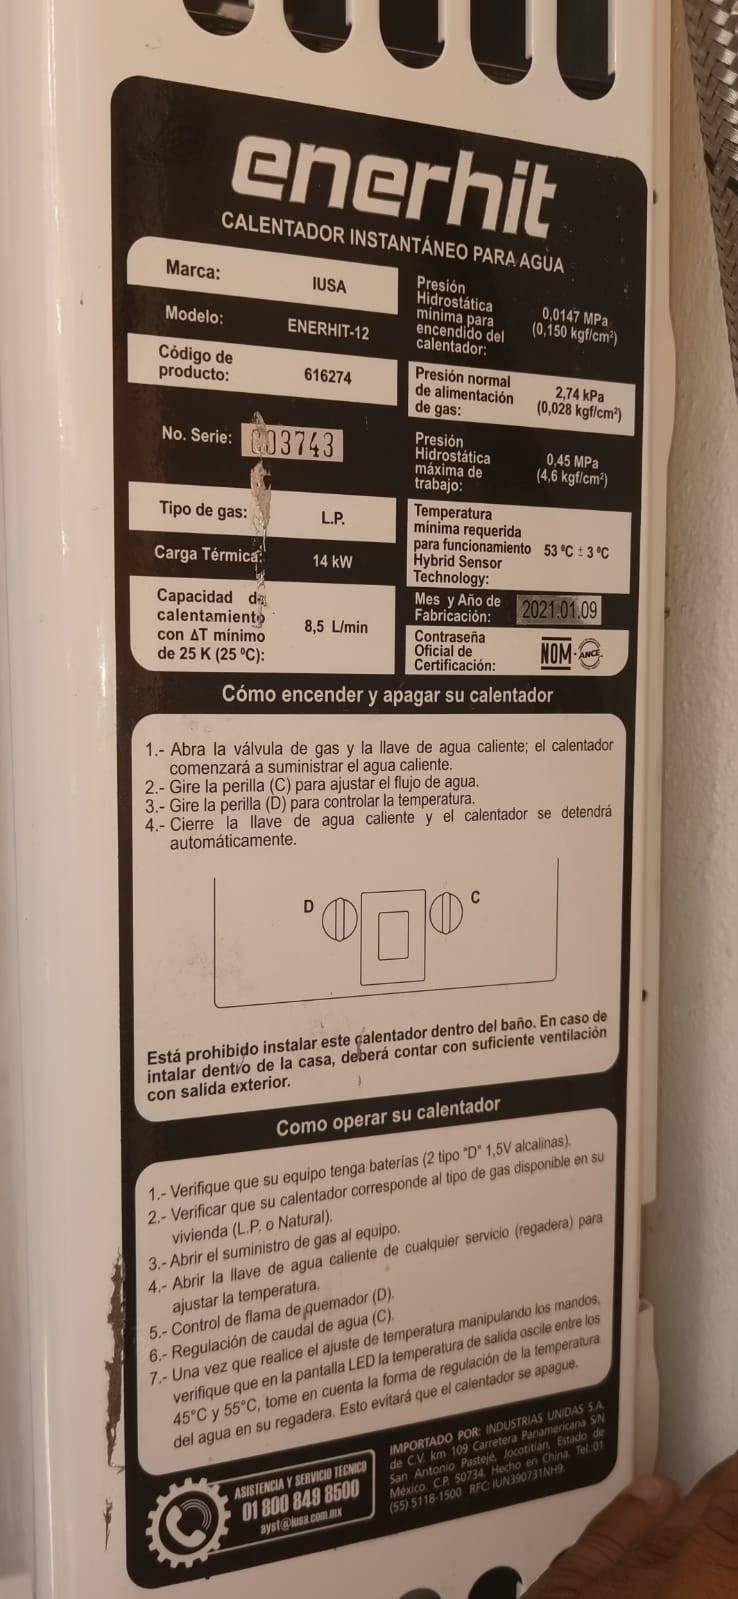 enerhit
CALENTADOR INSTANTÁNEO PARA AGUA
Marca: IUSA
Modelo: ENERHIT-12
Código de
producto: 616274
No. Serie: 003743
Tipo de gas: L.P.
Carga Térmica: 14 kW
Capacidad de
calentamiento
con ΔT mínimo
de 25 K (25 ºC): 8,5 L/min
Presión
Hidrostática
mínima para
encendido del
calentador:
0,0147 MPa
(0,150 kgf/cm²)
Presión normal
de alimentación
de gas:
2,74 kPa
(0,028 kgf/cm²)
Presión
Hidrostática
máxima de
trabajo:
0,45 MPa
(4,6 kgf/cm²)
Temperatura
mínima requerida
para funcionamiento 53 ºC ± 3 ºC
Hybrid Sensor
Technology:
Mes y Año de
Fabricación: 2021.01.09
Contraseña
Oficial de
Certificación:
NOM-ANCE
Cómo encender y apagar su calentador
1.- Abra la válvula de gas y la llave de agua caliente; el calentador
comenzará a suministrar el agua caliente.
2.- Gire la perilla (C) para ajustar el flujo de agua.
3.- Gire la perilla (D) para controlar la temperatura.
4.- Cierre la llave de agua caliente y el calentador se detendrá
automáticamente.
D C
Está prohibido instalar este calentador dentro del baño. En caso de
intalar dentro de la casa, deberá contar con suficiente ventilación
con salida exterior.
Como operar su calentador
1.- Verifique que su equipo tenga baterías (2 tipo "D" 1,5V alcalinas).
2.- Verificar que su calentador corresponde al tipo de gas disponible en su
vivienda (L.P. o Natural).
3.- Abrir el suministro de gas al equipo.
4.- Abrir la llave de agua caliente de cualquier servicio (regadera) para
ajustar la temperatura.
5.- Control de flama de quemador (D).
6.- Regulación de caudal de agua (C).
7.- Una vez que realice el ajuste de temperatura manipulando los mandos,
verifique que en la pantalla LED la temperatura de salida oscile entre los
45°C y 55°C, tome en cuenta la forma de regulación de la temperatura
del agua en su regadera. Esto evitará que el calentador se apague.
ASISTENCIA Y SERVICIO TÉCNICO
01 800 849 8500
ayst@iusa.com.mx
IMPORTADO POR: INDUSTRIAS UNIDAS S.A.
de C.V. km 109 Carretera Panamericana S/N
San Antonio Pastejé, Jocotitlán, Estado de
México. C.P. 50734. Hecho en China. Tel.:01
(55) 5118-1500 RFC: IUN390731NH9.